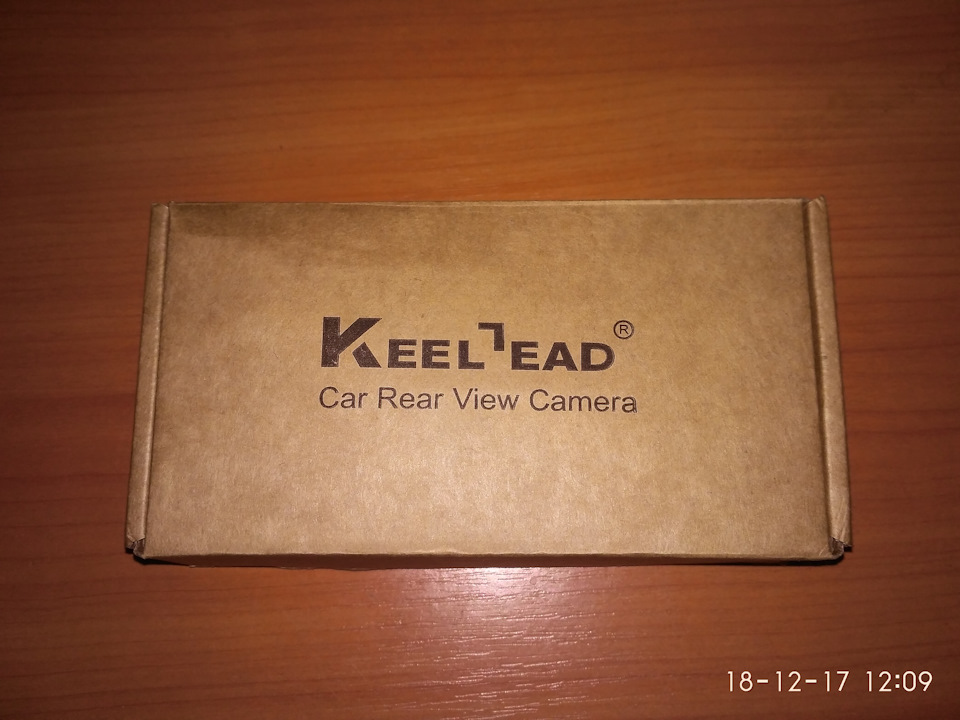 KEELEAD®
Car Rear View Camera
18-12-17 12:09